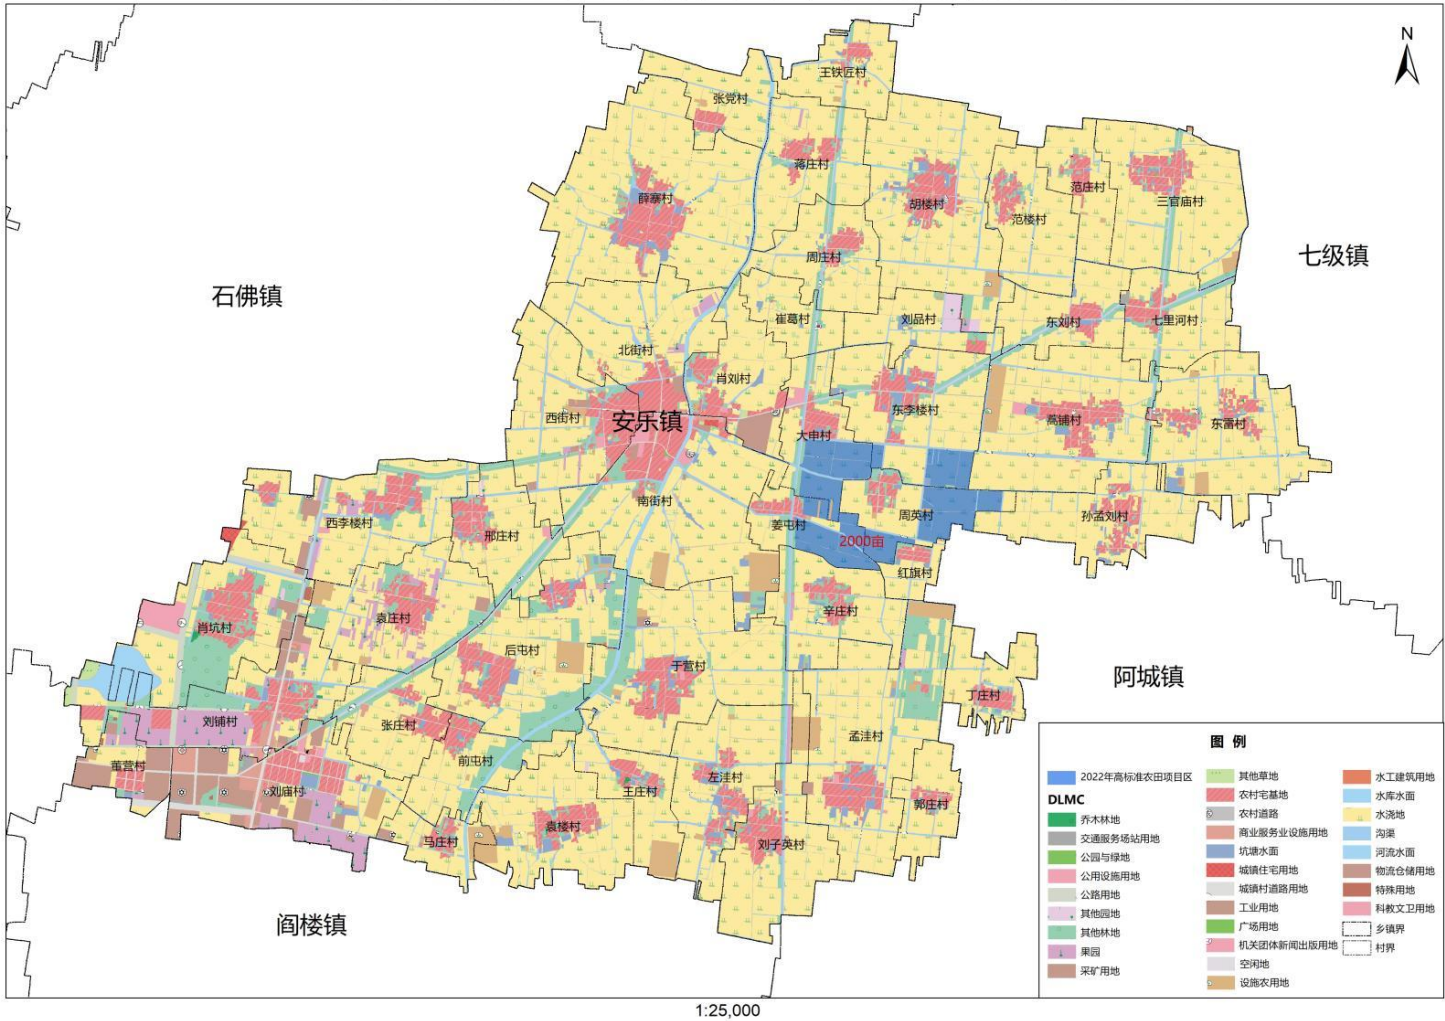 N
王铁匠村
张党村
蒋庄村
范庄村
薛寨村
胡楼村
三官庙村
范楼村
七级镇
周庄村
石佛镇
崔葛村
刘品村
东刘村
七里河村
北街村
肖刘村
西街村
安乐镇
东李楼村
大申村
蒿铺村
东雷村
南街村
西李楼村
邢庄村
姜屯村
周英村
孙孟刘村
2000亩
红旗村
肖坑村
袁庄村
辛庄村
后屯村
于营村
阿城镇
丁庄村
刘铺村
张庄村
孟洼村
前屯村
董营村
刘庙村
王庄村
左洼村
郭庄村
马庄村
袁楼村
刘子英村
阎楼镇
图 例
2022年高标准农田项目区
DLMC
乔木林地
交通服务场站用地
公园与绿地
公用设施用地
公路用地
其他园地
其他林地
果园
采矿用地
其他草地
农村宅基地
农村道路
商业服务业设施用地
坑塘水面
城镇住宅用地
城镇村道路用地
工业用地
广场用地
机关团体新闻出版用地
空闲地
设施农用地
水工建筑用地
水库水面
水浇地
沟渠
河流水面
物流仓储用地
特殊用地
科教文卫用地
乡镇界
村界
1:25,000